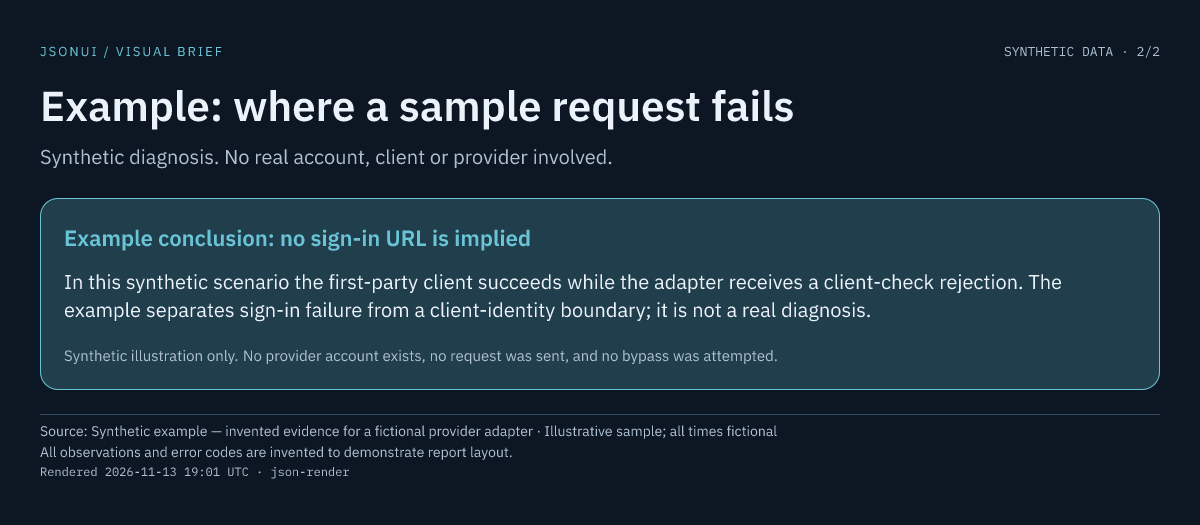 JSONUI / VISUAL BRIEF
SYNTHETIC DATA · 2/2
Example: where a sample request fails
Synthetic diagnosis. No real account, client or provider involved.
Example conclusion: no sign-in URL is implied
In this synthetic scenario the first-party client succeeds while the adapter receives a client-check rejection. The
example separates sign-in failure from a client-identity boundary; it is not a real diagnosis.
Synthetic illustration only. No provider account exists, no request was sent, and no bypass was attempted.
Source: Synthetic example — invented evidence for a fictional provider adapter · Illustrative sample; all times fictional
All observations and error codes are invented to demonstrate report layout.
Rendered 2026-11-13 19:01 UTC · json-render